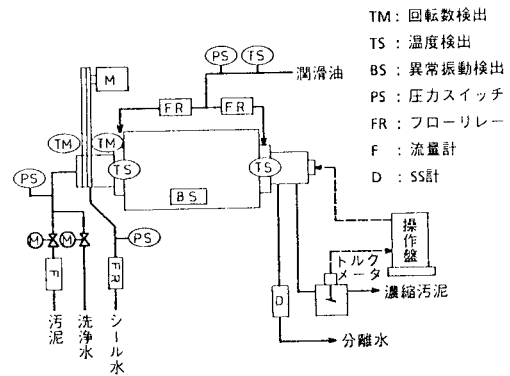 TM：回転数検出
TS：温度検出
BS：異常振動検出
PS：圧力スイッチ
FR：フローリレー
F：流量計
D：SS計
PS
TS
潤滑油
M
FR
FR
TM
TM
TS
TS
PS
BS
M
M
PS
F
FR
D
操作盤
トルクメータ
濃縮汚泥
分離水
汚泥
洗浄水
シール水